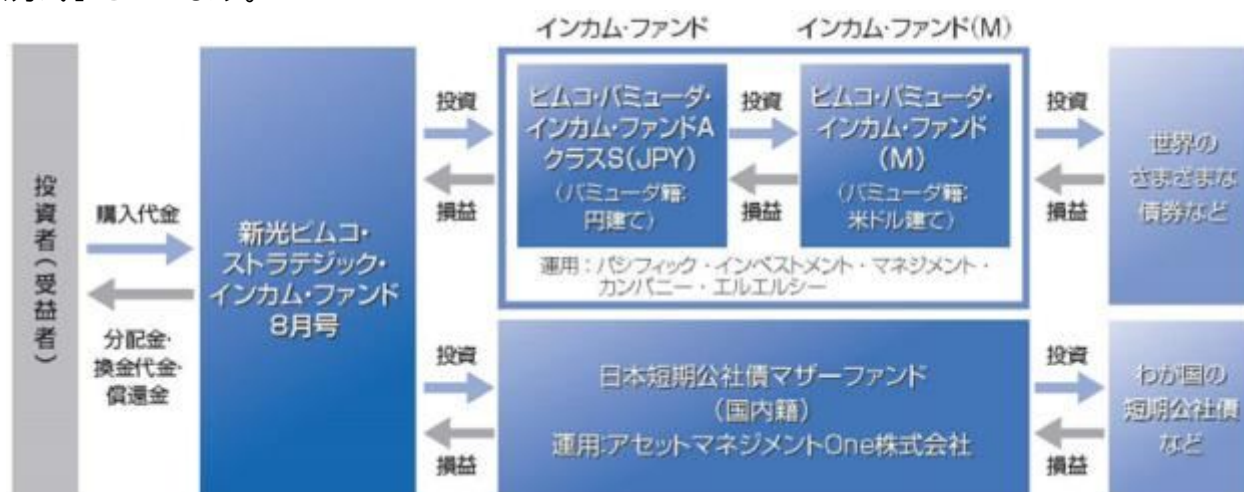 インカム・ファンド
インカム・ファンド(M)
投資者(受益者)
購入代金
分配金・
換金代金・
償還金
新光ピムコ・
ストラテジック・
インカム・ファンド
8月号
投資
損益
ピムコ・バミューダ・
インカム・ファンドA
クラスS(JPY)
(バミューダ籍:
円建て)
投資
損益
ピムコ・バミューダ・
インカム・ファンド
(M)
(バミューダ籍:
米ドル建て)
運用:パシフィック・インベストメント・マネジメント・
カンパニー・エルエルシー
投資
損益
世界の
さまざまな
債券など
投資
損益
日本短期公社債マザーファンド
(国内籍)
運用:アセットマネジメントOne株式会社
投資
損益
わが国の
短期公社債
など